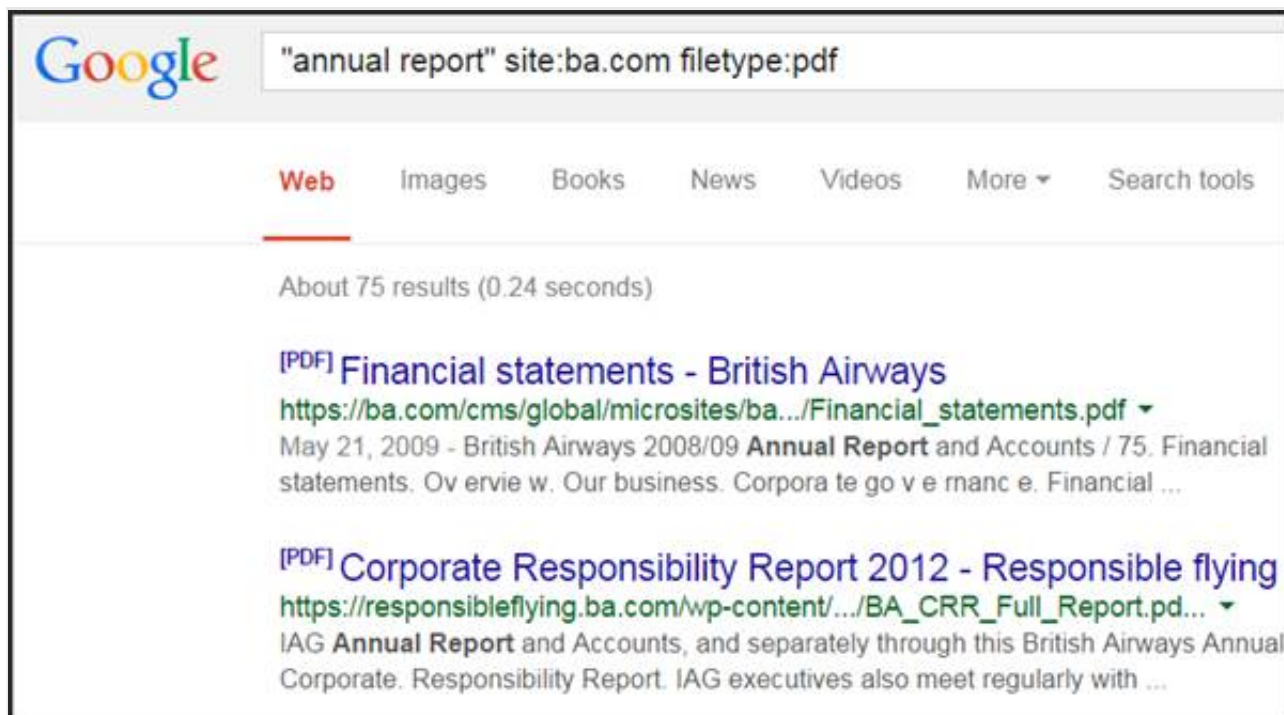 Google
"annual report" site:ba.com filetype:pdf
Web Images Books News Videos More Search tools
About 75 results (0.24 seconds)
[PDF] Financial statements - British Airways
https://ba.com/cms/global/microsites/ba.../Financial_statements.pdf
May 21, 2009 - British Airways 2008/09 Annual Report and Accounts / 75. Financial
statements. Ov ervie w. Our business. Corpora te go v e rnanc e. Financial ...
[PDF] Corporate Responsibility Report 2012 - Responsible flying
https://responsibleflying.ba.com/wp-content/.../BA_CRR_Full_Report.pd...
IAG Annual Report and Accounts, and separately through this British Airways Annual
Corporate. Responsibility Report. IAG executives also meet regularly with ...